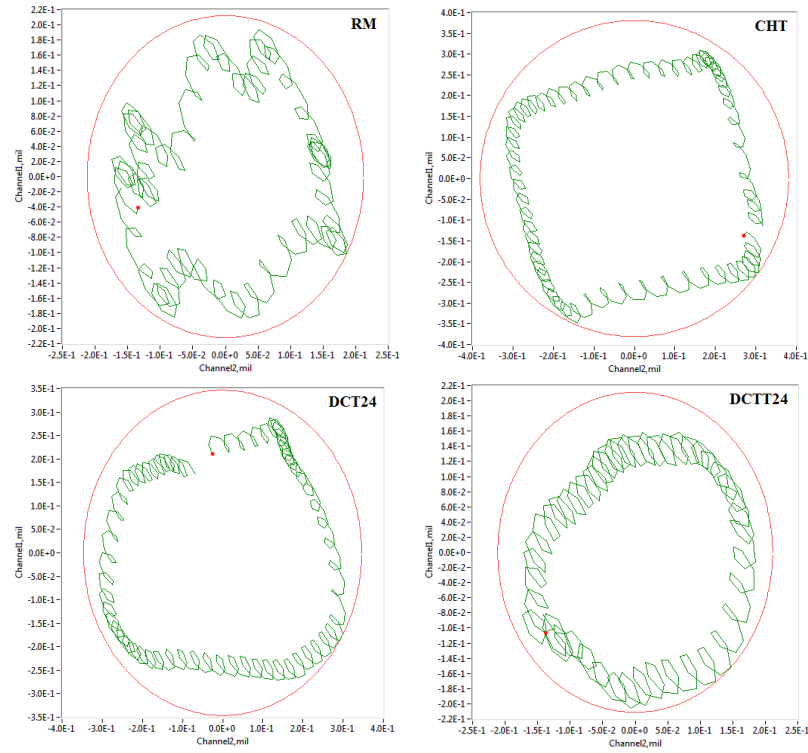 RM
2.2E-1
2.0E-1
1.8E-1
1.6E-1
1.4E-1
1.2E-1
1.0E-1
8.0E-2
6.0E-2
4.0E-2
2.0E-2
0.0E+0
-2.0E-2
-4.0E-2
-6.0E-2
-8.0E-2
-1.0E-1
-1.2E-1
-1.4E-1
-1.6E-1
-1.8E-1
-2.0E-1
-2.2E-1
Channel1,mil
-2.5E-1 -2.0E-1 -1.5E-1 -1.0E-1 -5.0E-2 0.0E+0 5.0E-2 1.0E-1 1.5E-1 2.0E-1 2.5E-1
Channel2,mil
CHT
4.0E-1
3.5E-1
3.0E-1
2.5E-1
2.0E-1
1.5E-1
1.0E-1
5.0E-2
0.0E+0
-5.0E-2
-1.0E-1
-1.5E-1
-2.0E-1
-2.5E-1
-3.0E-1
-3.5E-1
-4.0E-1
Channel1,mil
-4.0E-1 -3.0E-1 -2.0E-1 -1.0E-1 0.0E+0 1.0E-1 2.0E-1 3.0E-1 4.0E-1
Channel2,mil
DCT24
3.5E-1
3.0E-1
2.5E-1
2.0E-1
1.5E-1
1.0E-1
5.0E-2
0.0E+0
-5.0E-2
-1.0E-1
-1.5E-1
-2.0E-1
-2.5E-1
-3.0E-1
-3.5E-1
Channel1,mil
-4.0E-1 -3.0E-1 -2.0E-1 -1.0E-1 0.0E+0 1.0E-1 2.0E-1 3.0E-1 4.0E-1
Channel2,mil
DCTT24
2.2E-1
2.0E-1
1.8E-1
1.6E-1
1.4E-1
1.2E-1
1.0E-1
8.0E-2
6.0E-2
4.0E-2
2.0E-2
0.0E+0
-2.0E-2
-4.0E-2
-6.0E-2
-8.0E-2
-1.0E-1
-1.2E-1
-1.4E-1
-1.6E-1
-1.8E-1
-2.0E-1
-2.2E-1
Channel1,mil
-2.5E-1 -2.0E-1 -1.5E-1 -1.0E-1 -5.0E-2 0.0E+0 5.0E-2 1.0E-1 1.5E-1 2.0E-1 2.5E-1
Channel2,mil